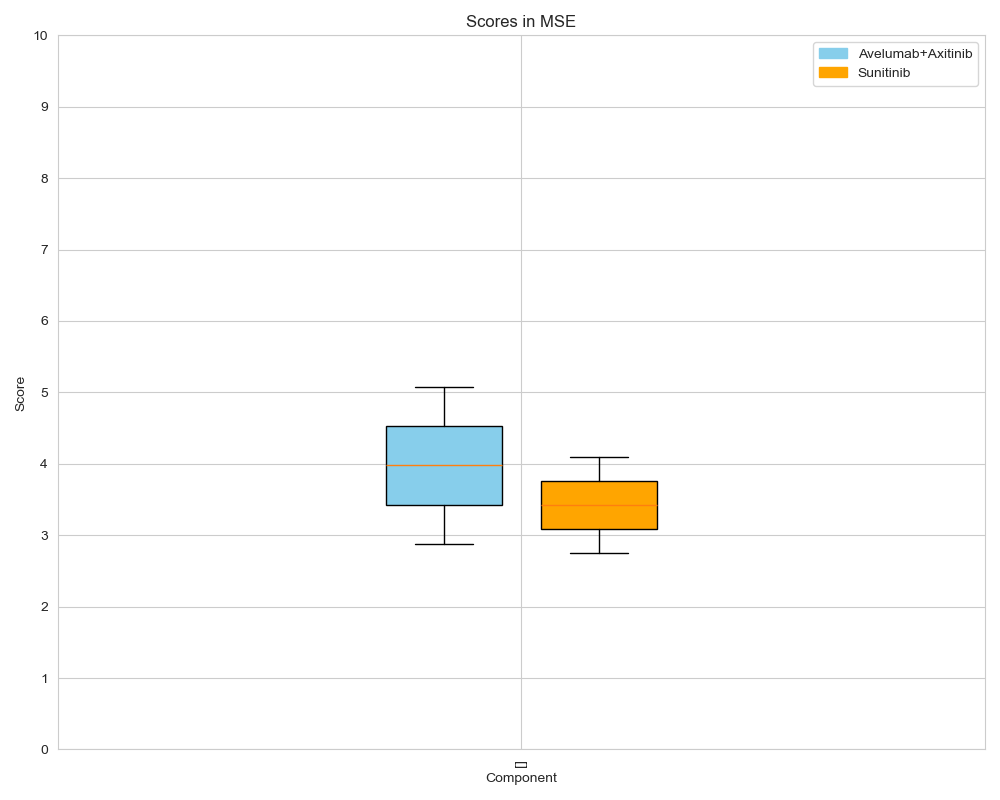 Scores in MSE
10
9
8
7
6
5
4
3
2
1
0
Score
Avelumab+Axitinib
Sunitinib
[]
Component